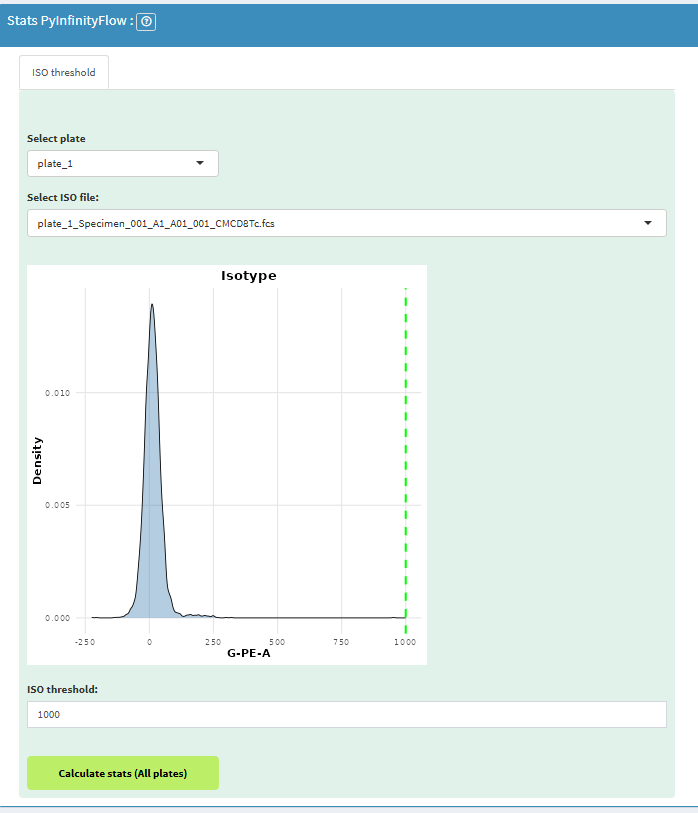 Stats PyInfinityFlow :
ISO threshold
Select plate
plate_1
Select ISO file:
plate_1_Specimen_001_A1_A01_001_CMCD8Tc.fcs
Isotype
0.010
0.005
0.000
Density
-250 0 250 500 750 1000
G-PE-A
ISO threshold:
1000
Calculate stats (All plates)